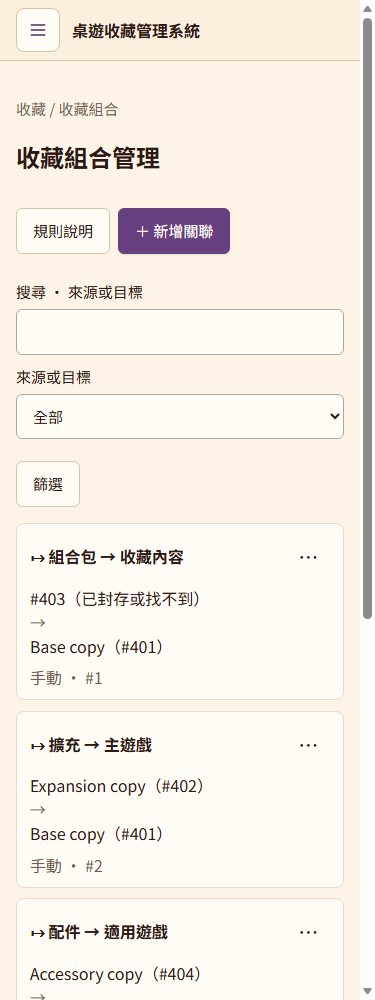 桌遊收藏管理系統
收藏 / 收藏組合
收藏組合管理
規則說明
＋ 新增關聯
搜尋 · 來源或目標
來源或目標
全部
篩選
↦ 組合包 → 收藏內容 ···
#403（已封存或找不到）
→
Base copy（#401）
手動 · #1
↦ 擴充 → 主遊戲 ···
Expansion copy（#402）
→
Base copy（#401）
手動 · #2
↦ 配件 → 適用遊戲 ···
Accessory copy（#404）
→